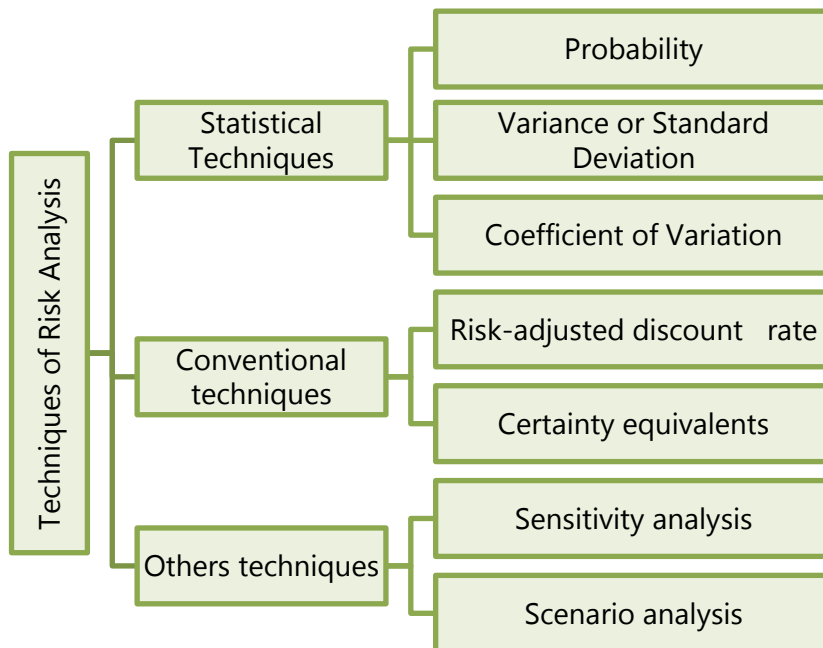 Techniques of Risk Analysis
Statistical
Techniques
Probability
Variance or Standard
Deviation
Coefficient of Variation
Conventional
techniques
Risk-adjusted discount rate
Certainty equivalents
Others techniques
Sensitivity analysis
Scenario analysis